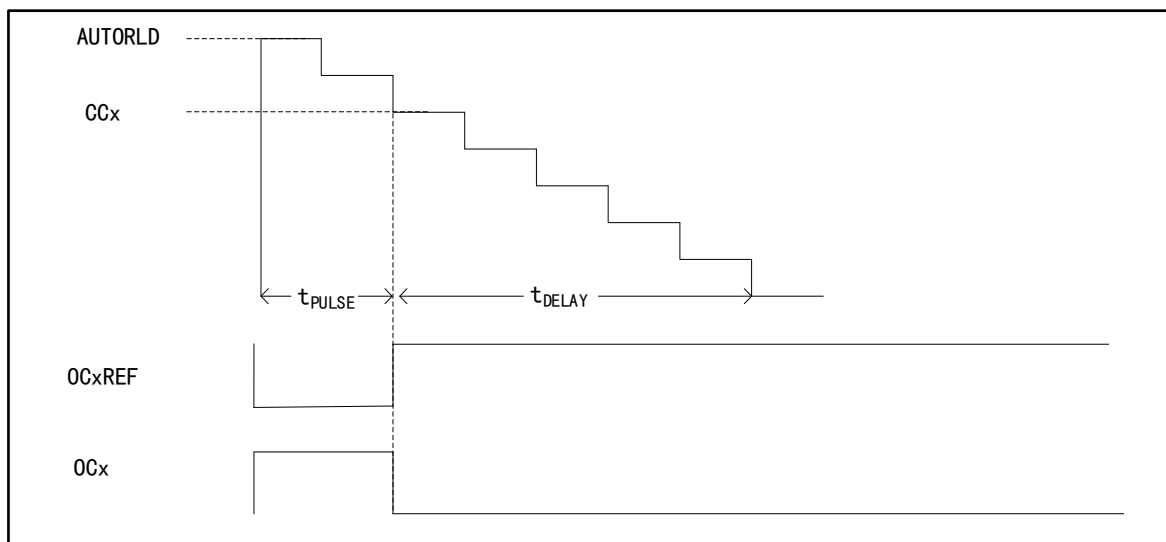 AUTORLD
CCx
tPULSE
tDELAY
OCxREF
OCx